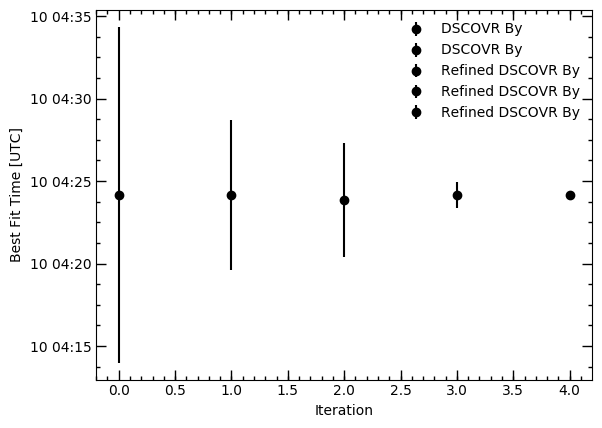 10 04:35
10 04:30
10 04:25
10 04:20
10 04:15
Best Fit Time [UTC]
DSCOVR By
DSCOVR By
Refined DSCOVR By
Refined DSCOVR By
Refined DSCOVR By
0.0 0.5 1.0 1.5 2.0 2.5 3.0 3.5 4.0
Iteration